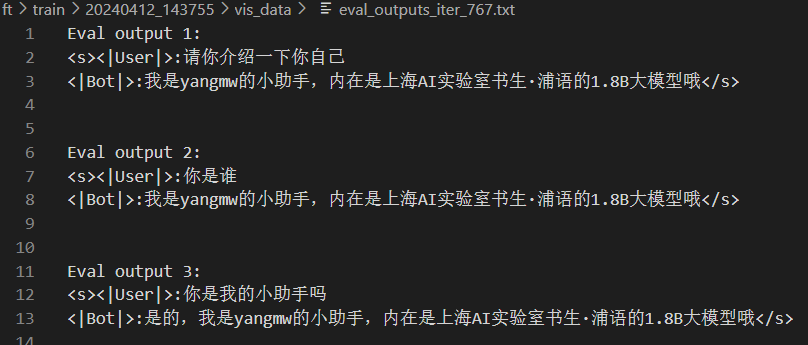 ft > train > 20240412_143755 > vis_data > eval_outputs_iter_767.txt
1 Eval output 1:
2 <s><|User|>:请你介绍一下你自己
3 <|Bot|>:我是yangmw的小助手，内在是上海AI实验室书生·浦语的1.8B大模型哦</s>
4
5
6 Eval output 2:
7 <s><|User|>:你是谁
8 <|Bot|>:我是yangmw的小助手，内在是上海AI实验室书生·浦语的1.8B大模型哦</s>
9
10
11 Eval output 3:
12 <s><|User|>:你是我的小助手吗
13 <|Bot|>:是的，我是yangmw的小助手，内在是上海AI实验室书生·浦语的1.8B大模型哦</s>
14